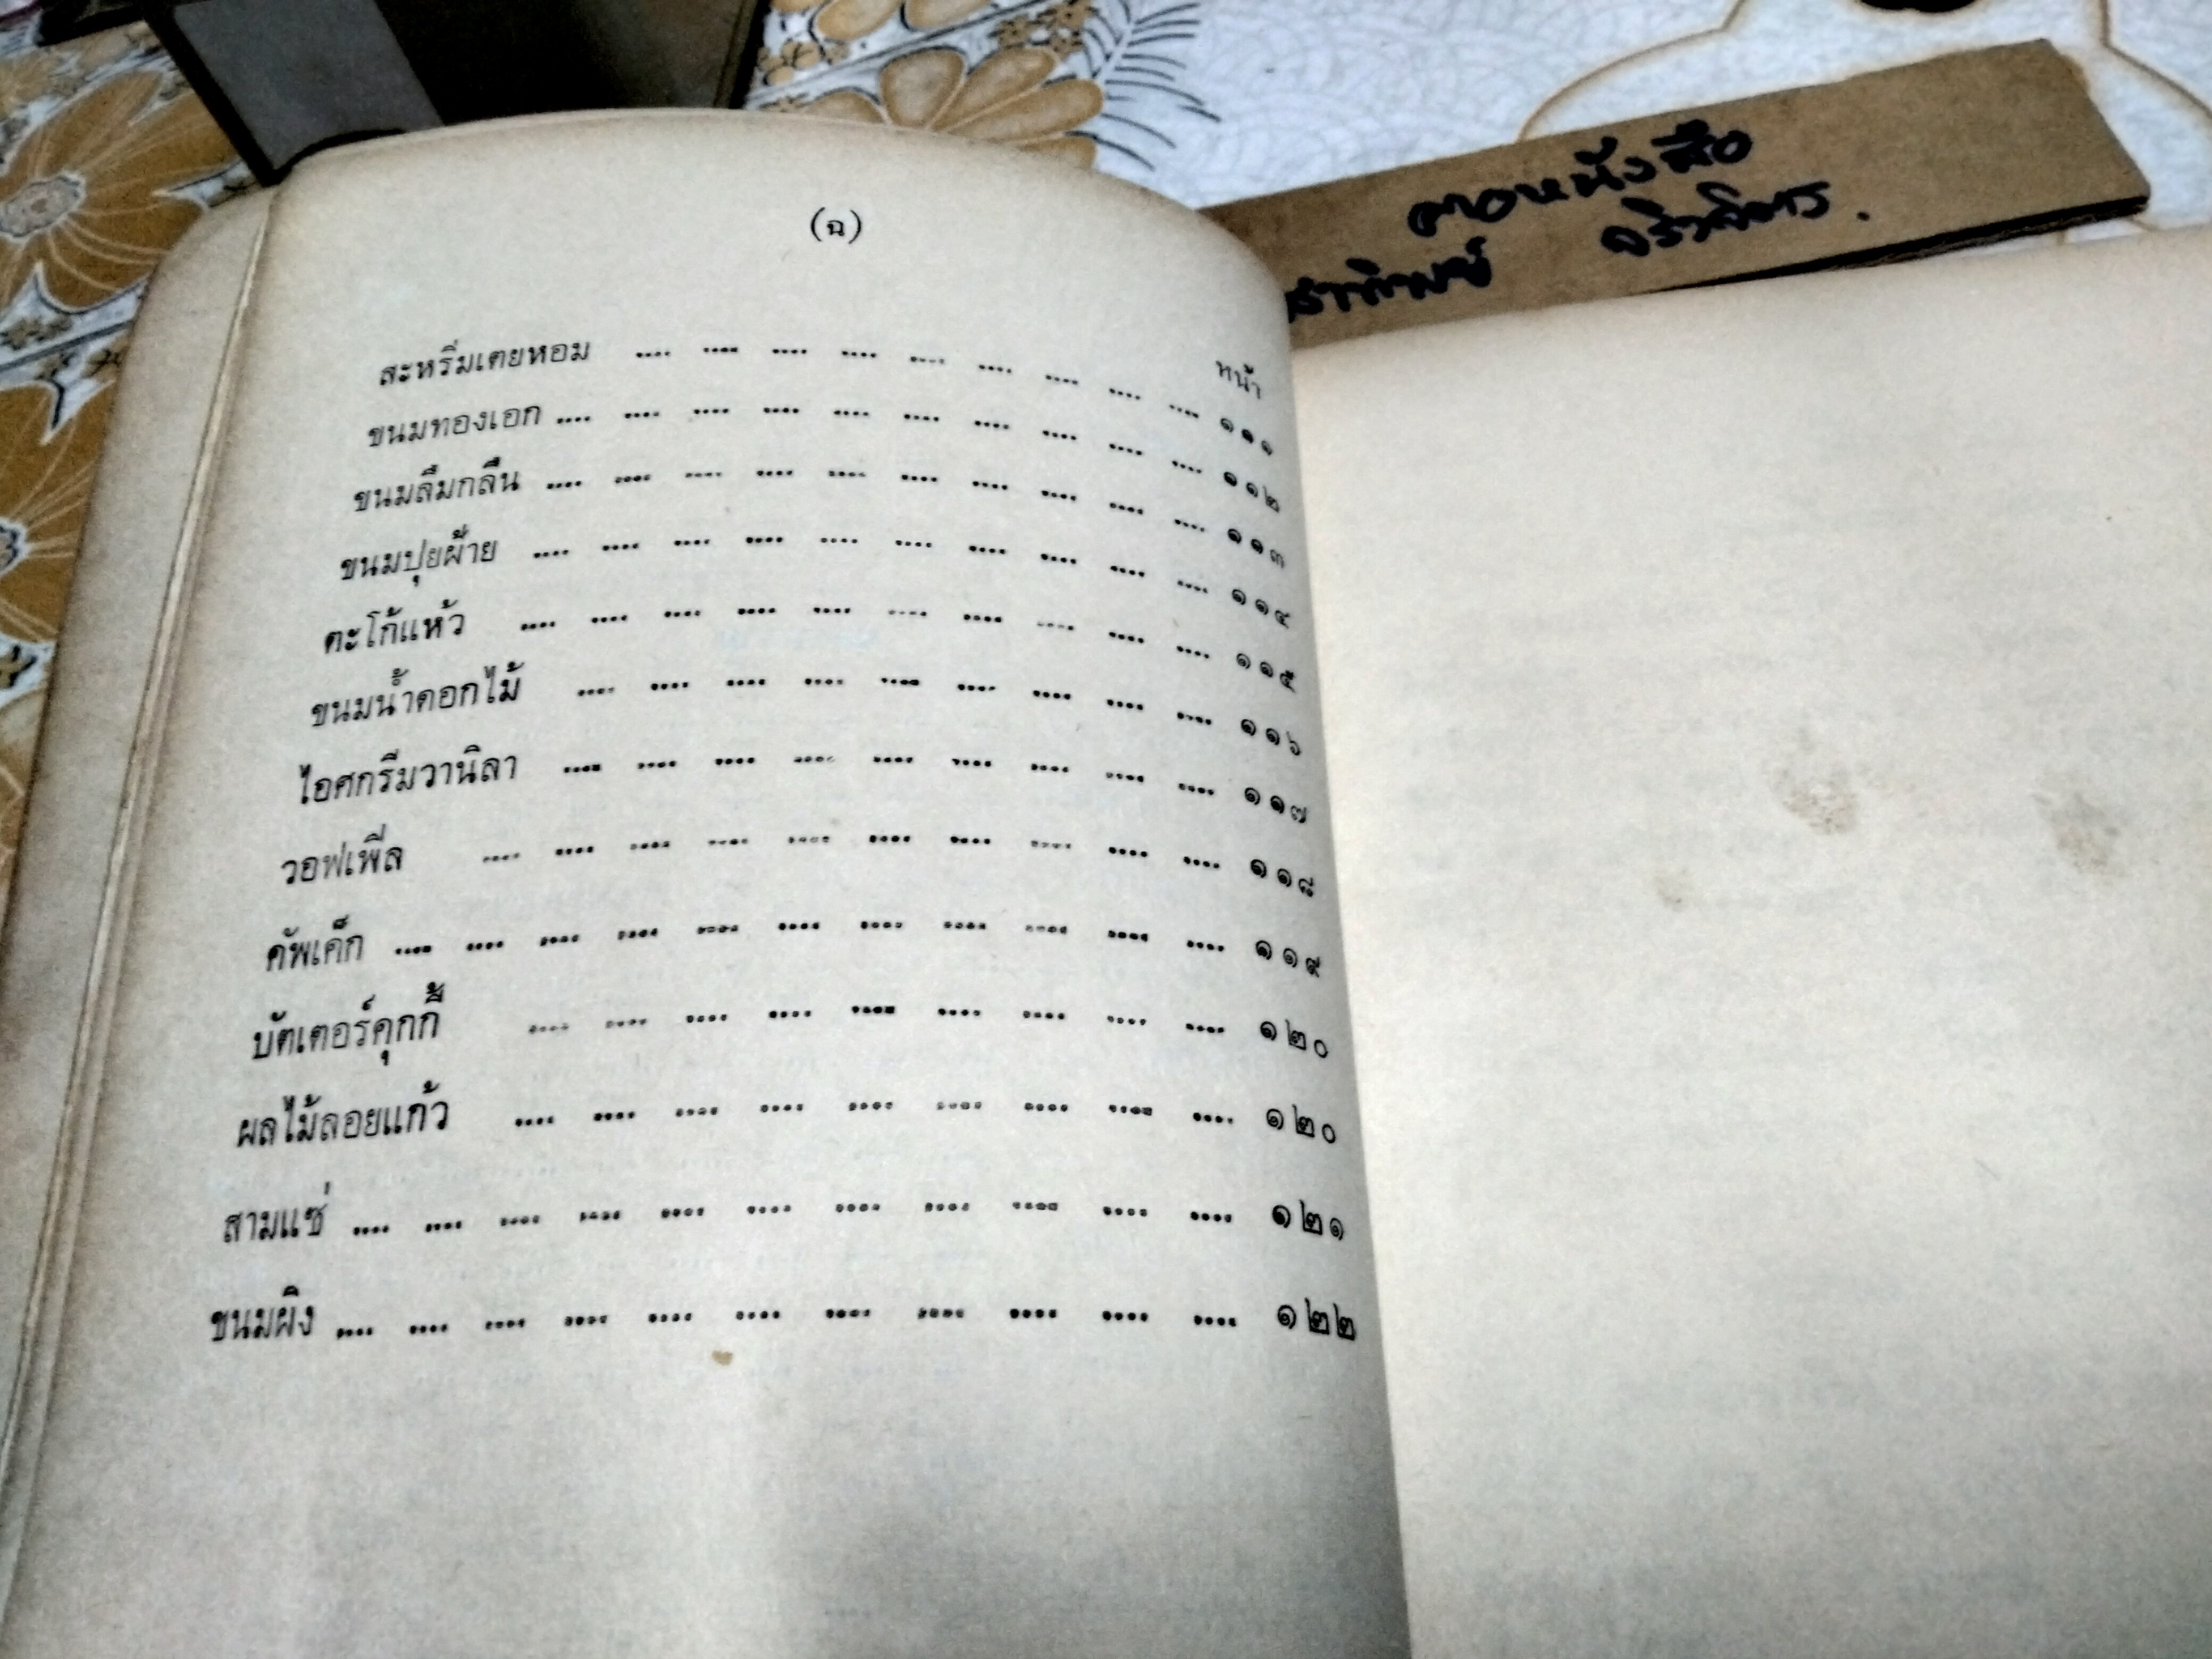 (ฉ)
หน้า
สะหริ่มเตยหอม .... .... .... .... .... .... .... .... .... ๑๑๑
ขนมทองเอก .... .... .... .... .... .... .... .... .... .... ๑๑๒
ขนมลืมกลืน .... .... .... .... .... .... .... .... .... .... ๑๑๓
ขนมปุยฝ้าย .... .... .... .... .... .... .... .... .... .... ๑๑๔
ตะโก้แห้ว .... .... .... .... .... .... .... .... .... .... ๑๑๕
ขนมน้ำดอกไม้ .... .... .... .... .... .... .... .... .... ๑๑๖
ไอศกรีมวานิลา .... .... .... .... .... .... .... .... .... ๑๑๗
วอฟเพีล .... .... .... .... .... .... .... .... .... .... ๑๑๘
คัพเค็ก .... .... .... .... .... .... .... .... .... .... .... ๑๑๙
บัตเตอร์คุกกี้ .... .... .... .... .... .... .... .... .... ๑๒๐
ผลไม้ลอยแก้ว .... .... .... .... .... .... .... .... .... ๑๒๐
สามแซ่ .... .... .... .... .... .... .... .... .... .... .... ๑๒๑
ขนมผิง .... .... .... .... .... .... .... .... .... .... .... ๑๒๒